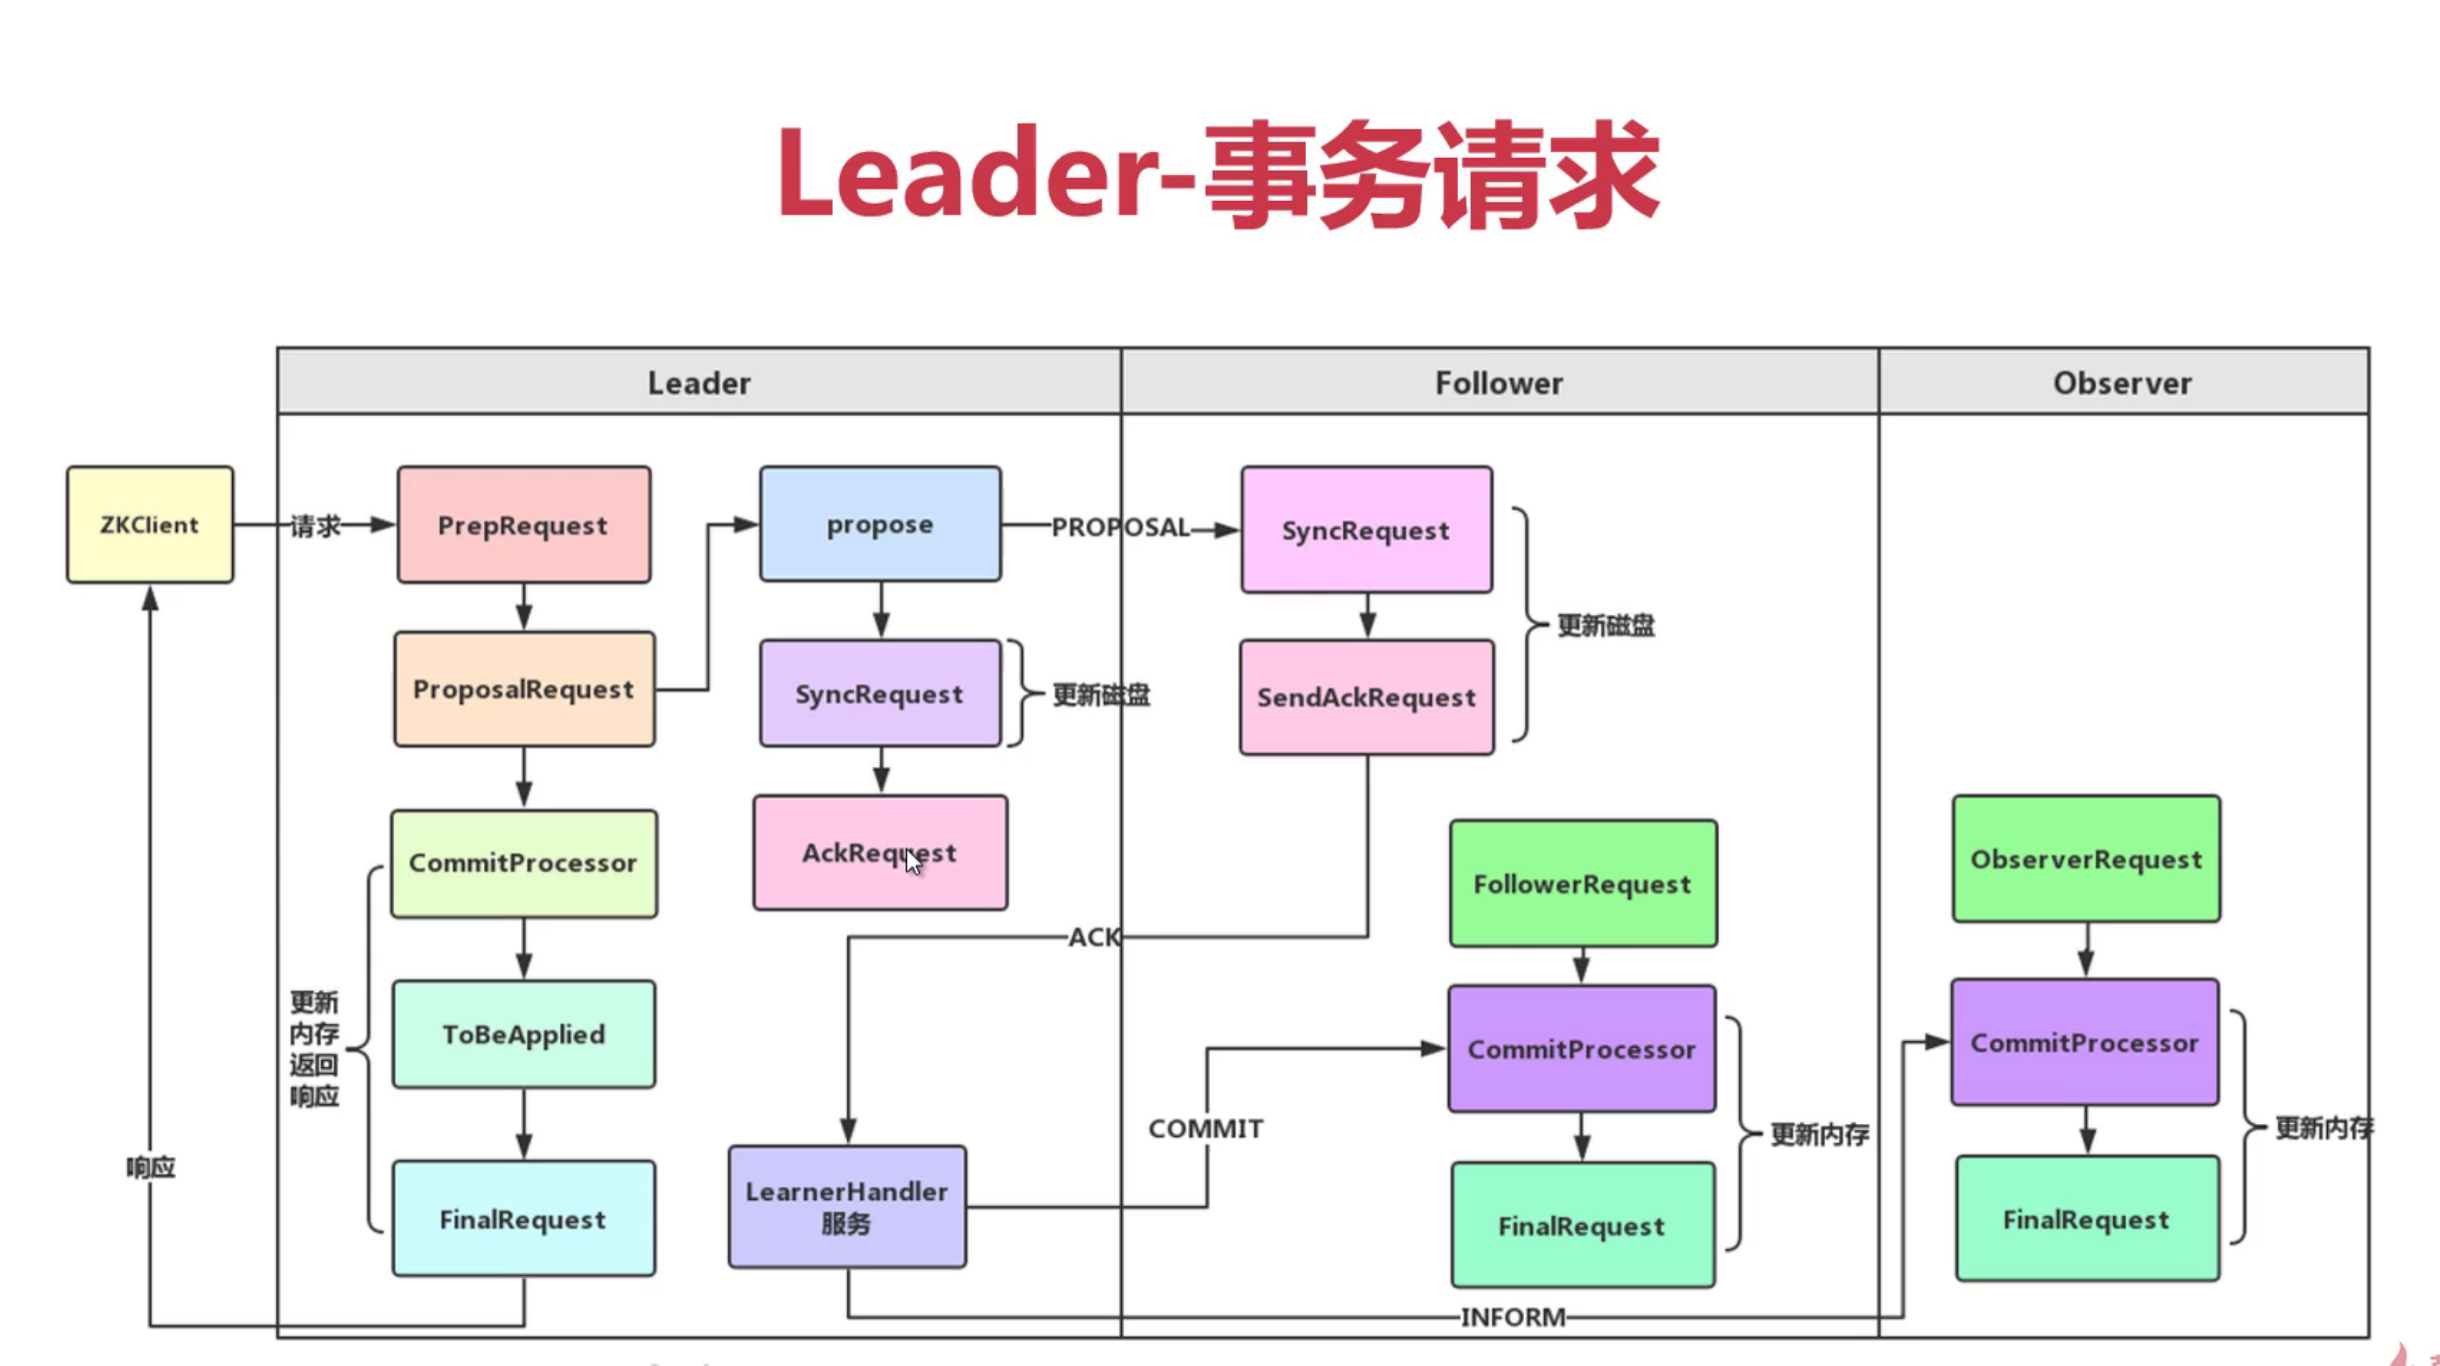 Leader-事务请求
Leader
Follower
Observer
ZKClient
请求
PrepRequest
propose
PROPOSAL
SyncRequest
更新磁盘
ProposalRequest
SyncRequest
更新磁盘
SendAckRequest
CommitProcessor
AckRequest
FollowerRequest
ObserverRequest
ACK
更新
内存
返回
响应
ToBeApplied
CommitProcessor
CommitProcessor
COMMIT
更新内存
更新内存
响应
FinalRequest
LearnerHandler
服务
FinalRequest
FinalRequest
INFORM